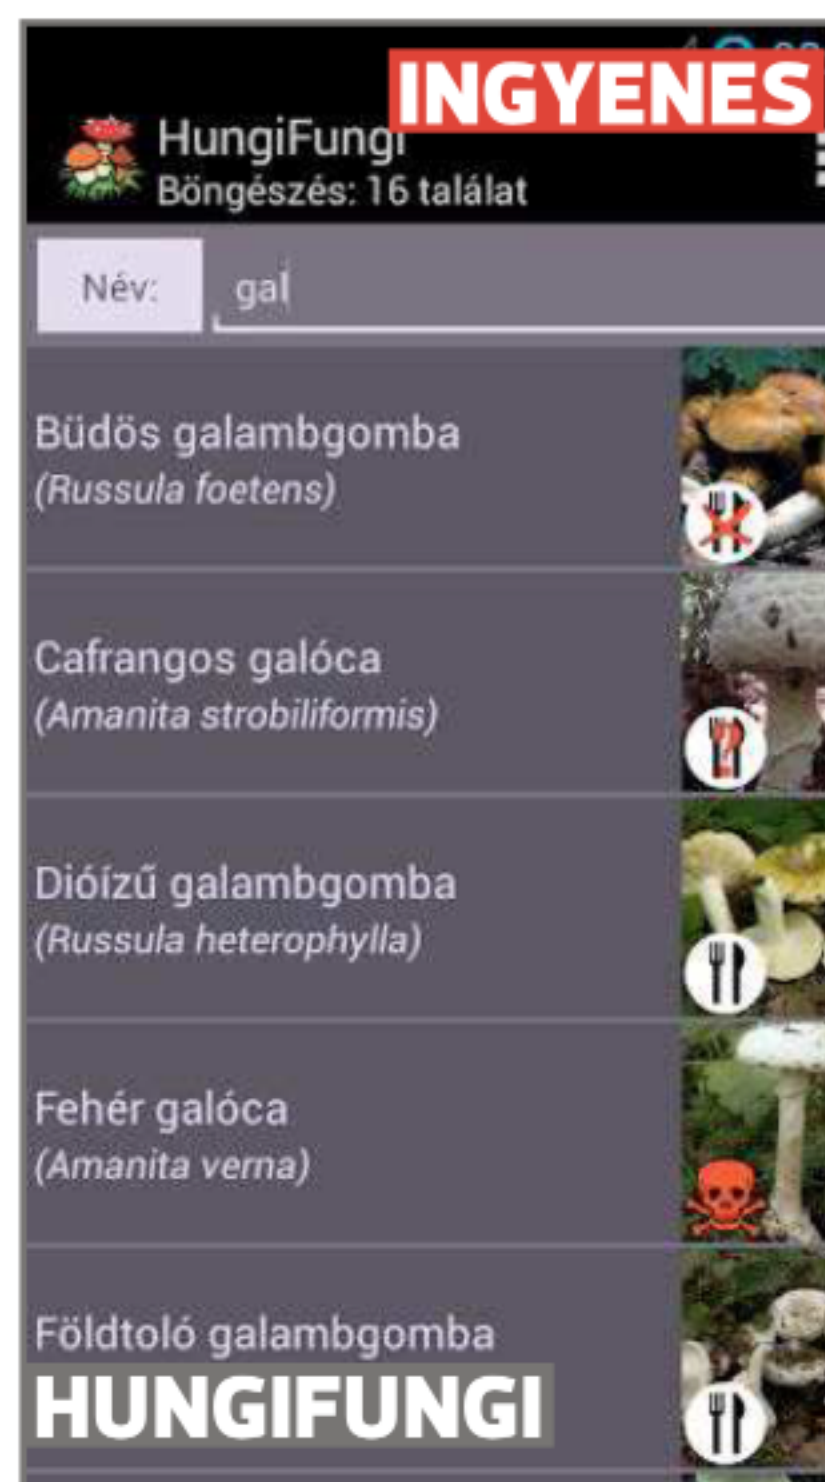 INGYENES
HungiFungi
Böngészés: 16 találat
Név: gal
Büdös galambgomba
(Russula foetens)
Cafrangos galóca
(Amanita strobiliformis)
Dióízű galambgomba
(Russula heterophylla)
Fehér galóca
(Amanita verna)
Földtoló galambgomba
HUNGIFUNGI